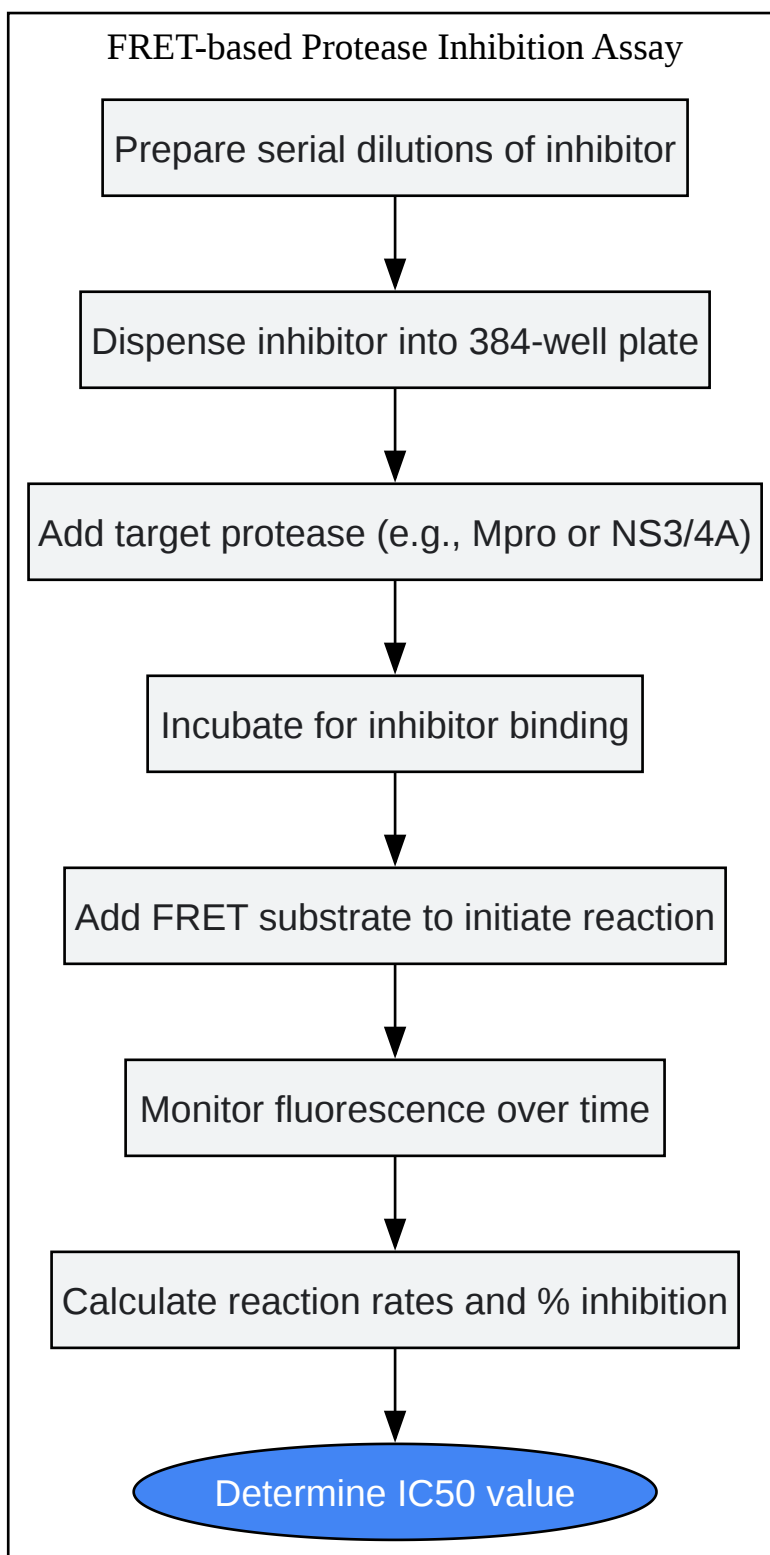 FRET-based Protease Inhibition Assay
Prepare serial dilutions of inhibitor
Dispense inhibitor into 384-well plate
Add target protease (e.g., Mpro or NS3/4A)
Incubate for inhibitor binding
Add FRET substrate to initiate reaction
Monitor fluorescence over time
Calculate reaction rates and % inhibition
Determine IC50 value